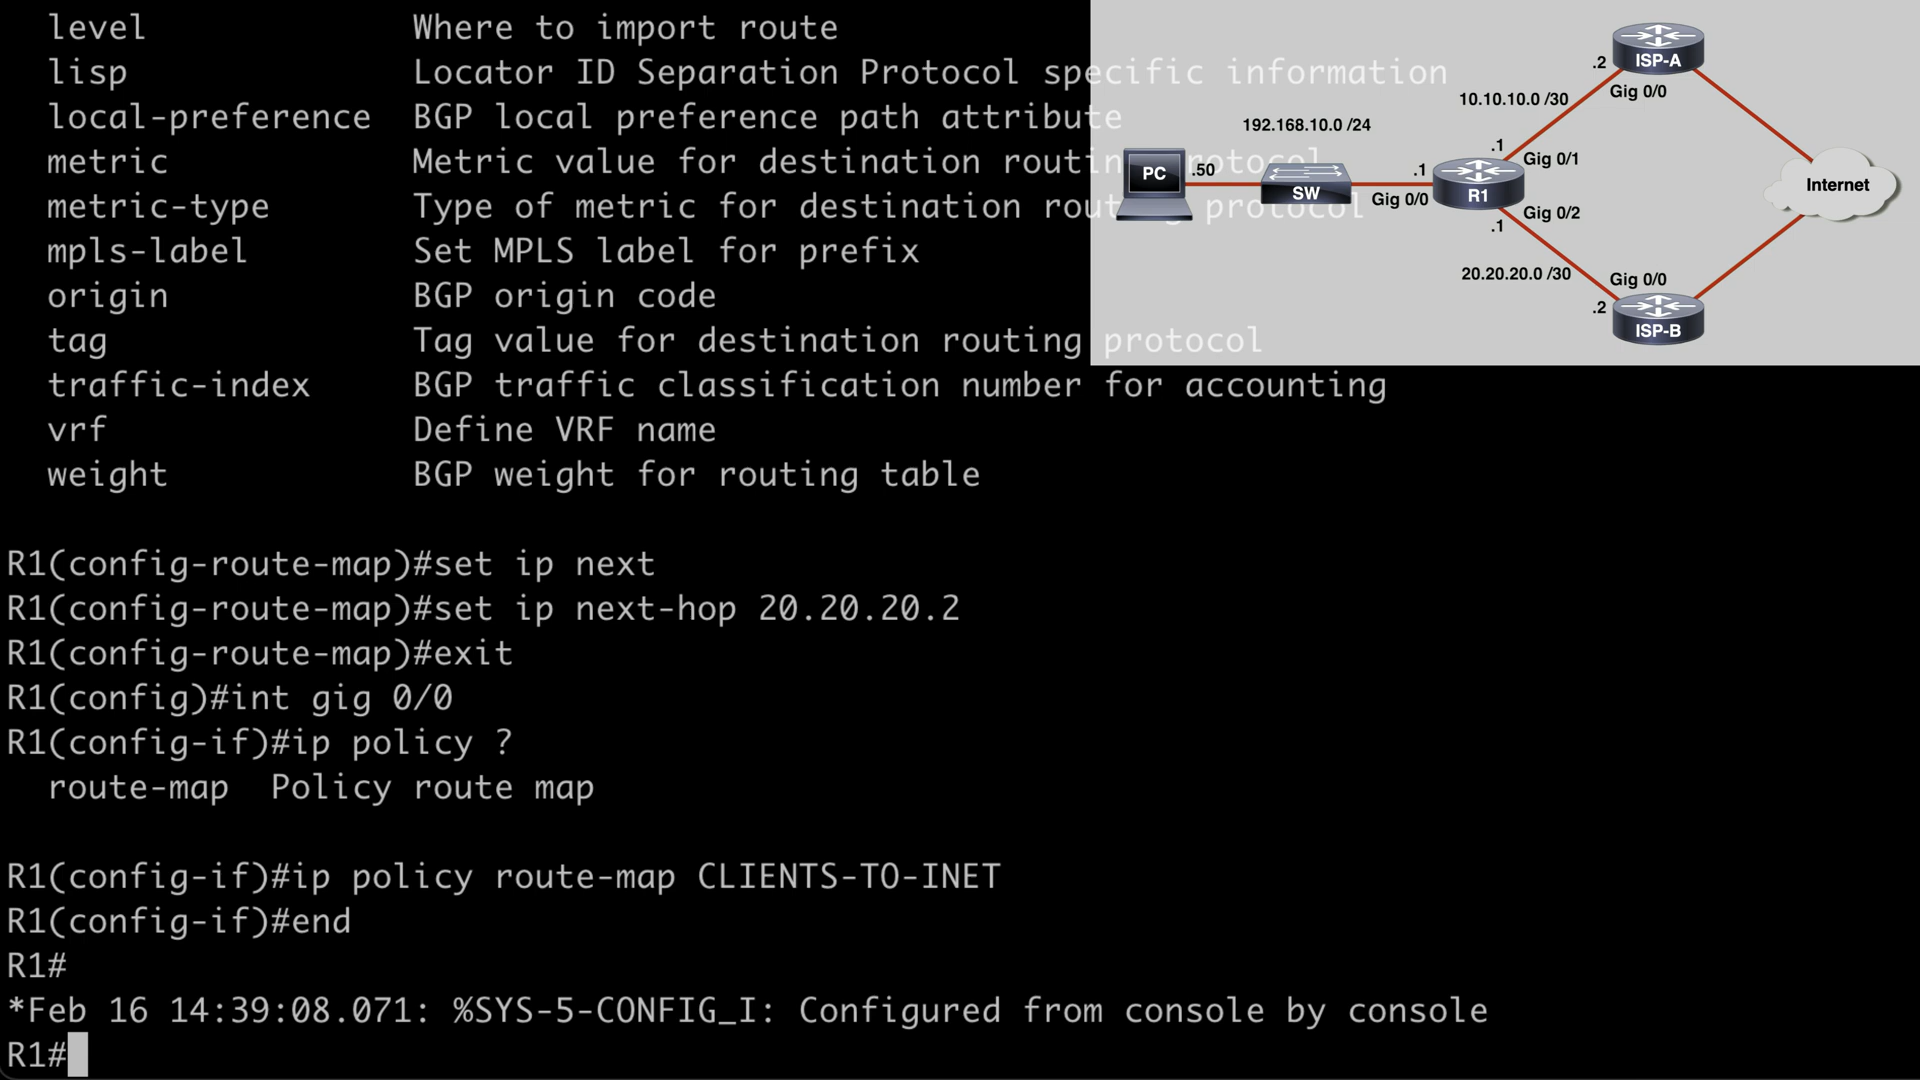 level Where to import route
lisp Locator ID Separation Protocol specific information
local-preference BGP local preference path attribute
metric Metric value for destination routing protocol
metric-type Type of metric for destination routing protocol
mpls-label Set MPLS label for prefix
origin BGP origin code
tag Tag value for destination routing protocol
traffic-index BGP traffic classification number for accounting
vrf Define VRF name
weight BGP weight for routing table
R1(config-route-map)#set ip next
R1(config-route-map)#set ip next-hop 20.20.20.2
R1(config-route-map)#exit
R1(config)#int gig 0/0
R1(config-if)#ip policy ?
route-map Policy route map
R1(config-if)#ip policy route-map CLIENTS-TO-INET
R1(config-if)#end
R1#
*Feb 16 14:39:08.071: %SYS-5-CONFIG_I: Configured from console by console
R1#
ISP-A
.2
Gig 0/0
10.10.10.0 /30
192.168.10.0 /24
.1
Gig 0/1
PC
.50
SW
.1
Gig 0/0
R1
Internet
Gig 0/2
.1
20.20.20.0 /30
Gig 0/0
.2
ISP-B